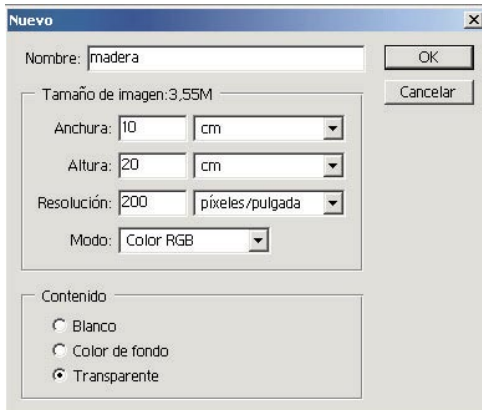 Nuevo
Nombre: madera
OK
Tamaño de imagen:3,55M
Cancelar
Anchura: 10 cm
Altura: 20 cm
Resolución: 200 píxeles/pulgada
Modo: Color RGB
Contenido
Blanco
Color de fondo
Transparente